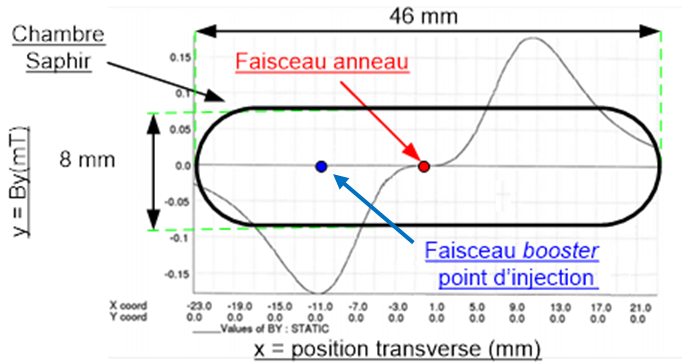 46 mm
Chambre
Saphir
Faisceau anneau
0.15
0.1
0.05
0.0
-0.05
-0.1
-0.15
8 mm
y = By(mT)
Faisceau booster
point d'injection
X coord -23.0 -19.0 -15.0 -11.0 -7.0 -3.0 1.0 5.0 9.0 13.0 17.0 21.0
Y coord 0.0 0.0 0.0 0.0 0.0 0.0 0.0 0.0 0.0 0.0 0.0 0.0
Values of BY : STATIC
x = position transverse (mm)